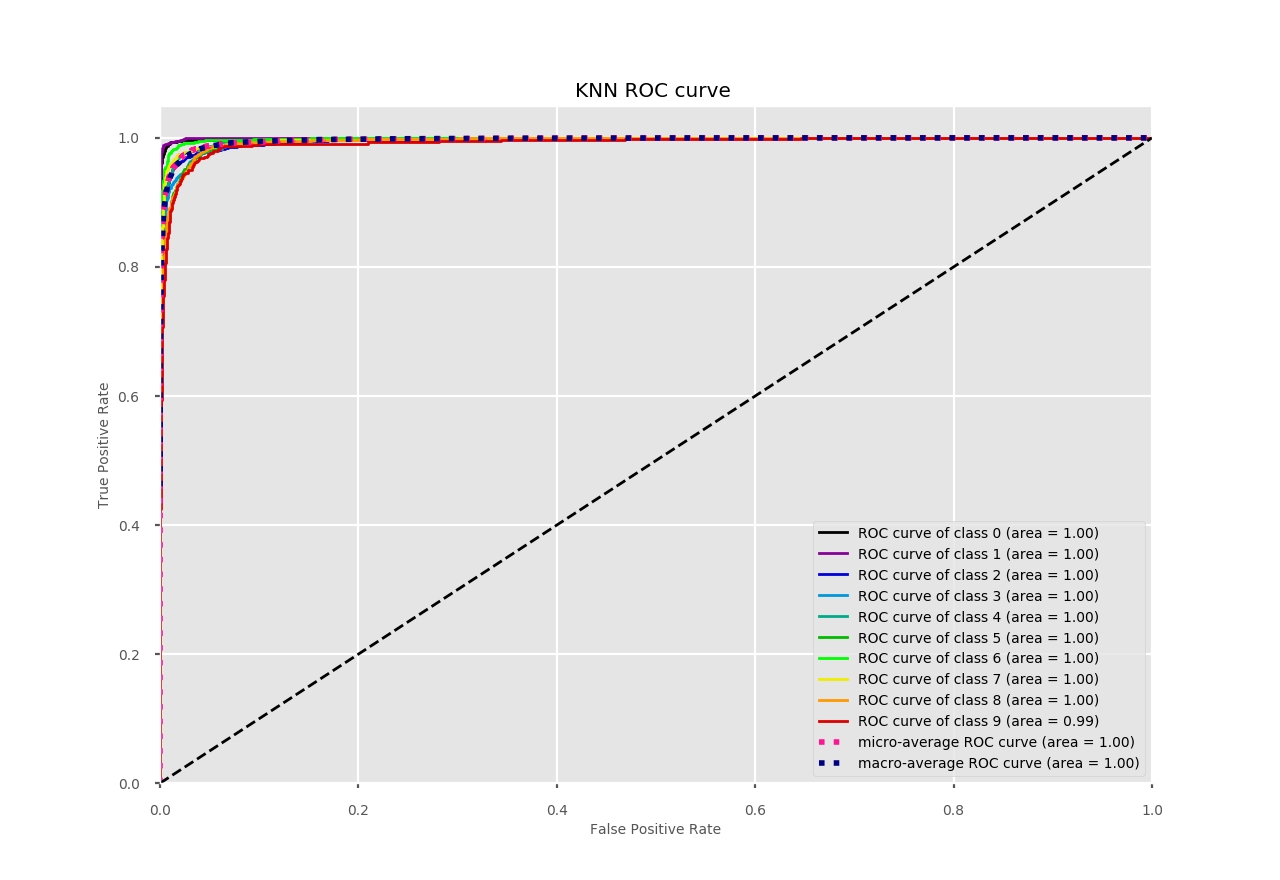 KNN ROC curve
1.0
0.8
0.6
0.4
0.2
0.0
True Positive Rate
ROC curve of class 0 (area = 1.00)
ROC curve of class 1 (area = 1.00)
ROC curve of class 2 (area = 1.00)
ROC curve of class 3 (area = 1.00)
ROC curve of class 4 (area = 1.00)
ROC curve of class 5 (area = 1.00)
ROC curve of class 6 (area = 1.00)
ROC curve of class 7 (area = 1.00)
ROC curve of class 8 (area = 1.00)
ROC curve of class 9 (area = 0.99)
micro-average ROC curve (area = 1.00)
macro-average ROC curve (area = 1.00)
0.0 0.2 0.4 0.6 0.8 1.0
False Positive Rate